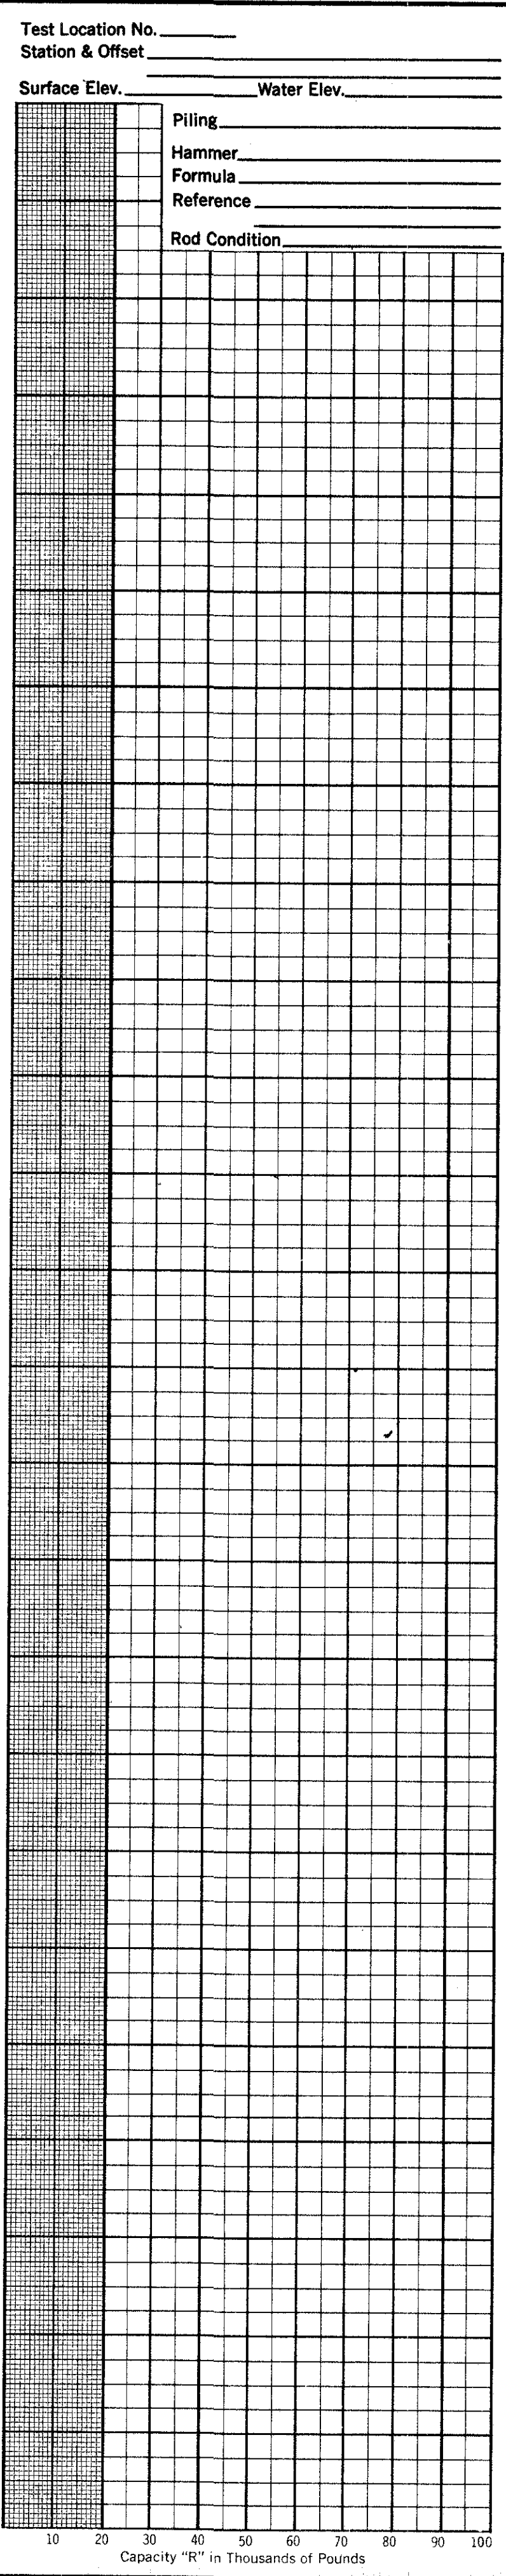 Test Location No.
Station & Offset
Surface Elev. Water Elev.
Piling
Hammer
Formula
Reference
Rod Condition
10 20 30 40 50 60 70 80 90 100
Capacity "R" in Thousands of Pounds